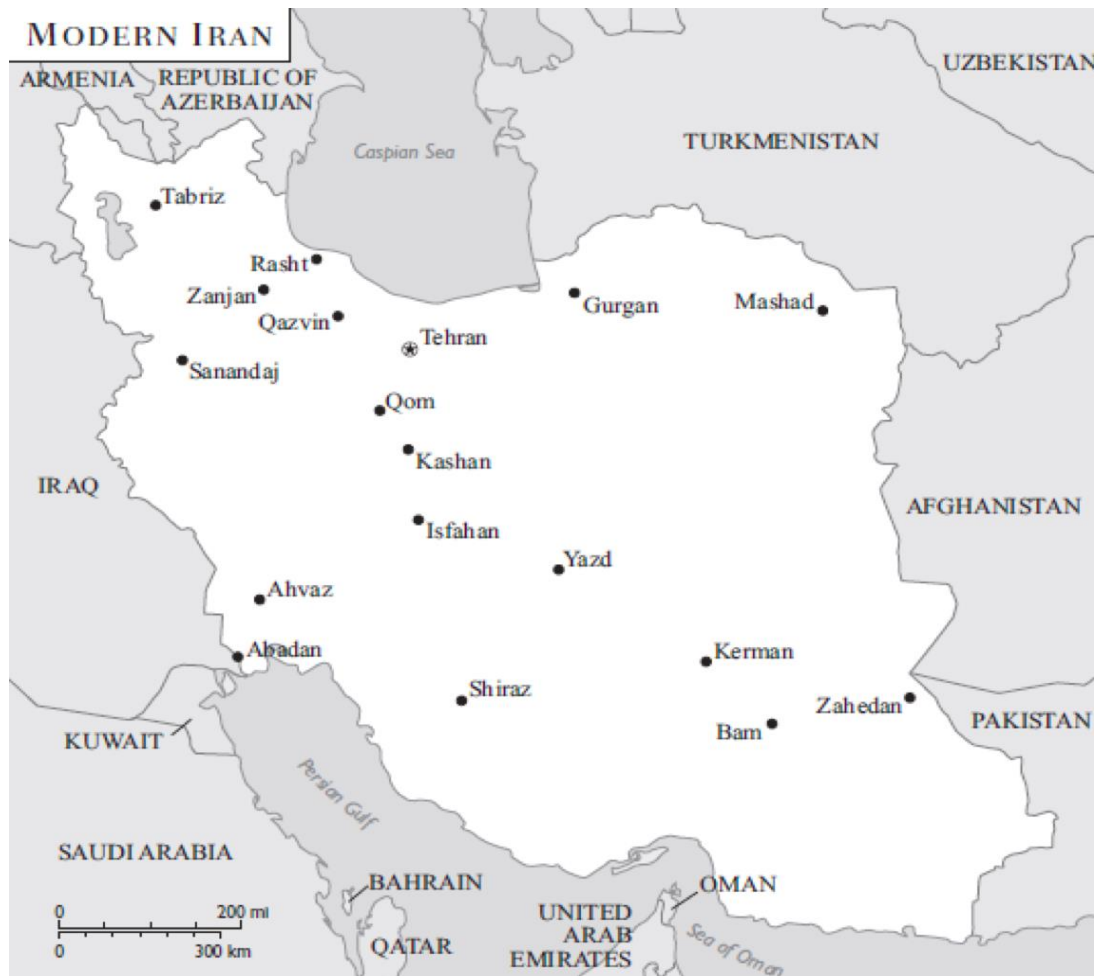 MODERN IRAN
ARMENIA
REPUBLIC OF
AZERBAIJAN
UZBEKISTAN
TURKMENISTAN
Caspian Sea
Tabriz
Rasht
Zanjan
Qazvin
Gurgan
Mashad
Tehran
Sanandaj
Qom
Kashan
IRAQ
AFGHANISTAN
Isfahan
Yazd
Ahvaz
Abadan
Kerman
Shiraz
Zahedan
Bam
PAKISTAN
KUWAIT
Persian Gulf
SAUDI ARABIA
BAHRAIN
OMAN
UNITED
ARAB
EMIRATES
QATAR
Sea of Oman
0 200 mi
0 300 km